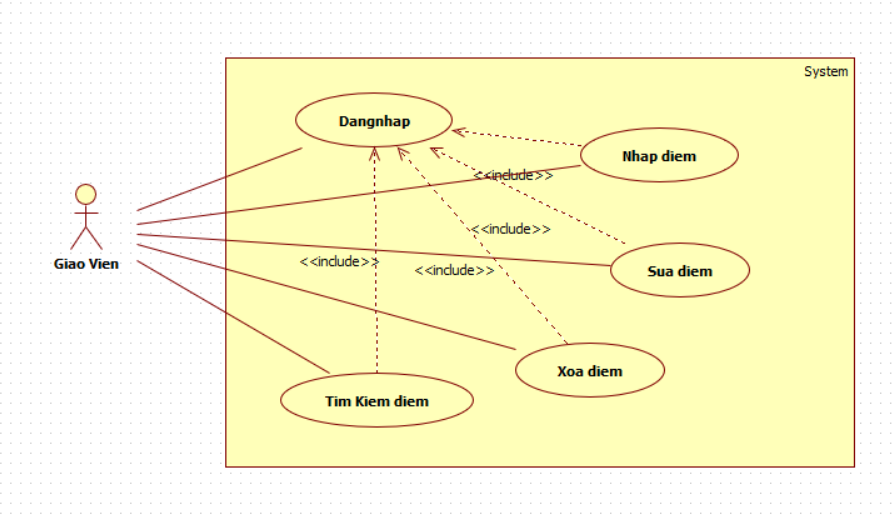 System
Dangnhap
Nhap diem
<<include>>
<<include>>
Giao Vien
<<include>>
<<include>>
Sua diem
Xoa diem
Tim Kiem diem